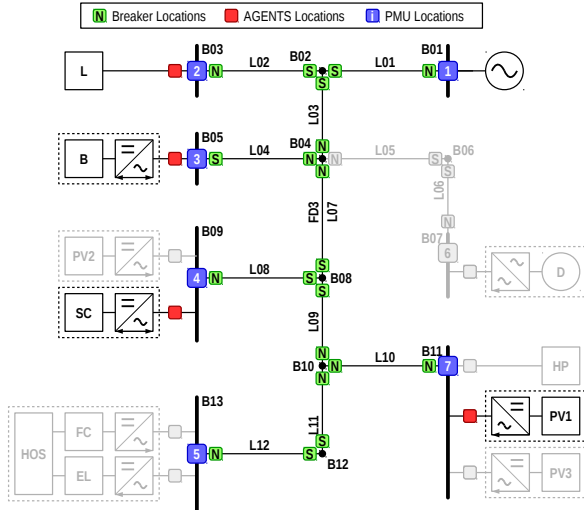 N Breaker Locations AGENTS Locations i PMU Locations
B03 B02 B01
L 2 N L02 S S L01 N 1
S
L03
B05 B04 N
B 3 S L04 N N L05 S B06
N S
L06
FD3 L07
B09 N
B07
PV2 6 D
S
4 N L08 S B08
S
SC
L09
N B11
B10 N L10 N 7 HP
N
B13 PV1
L11
FC S
HOS 5 N L12 S B12
EL PV3